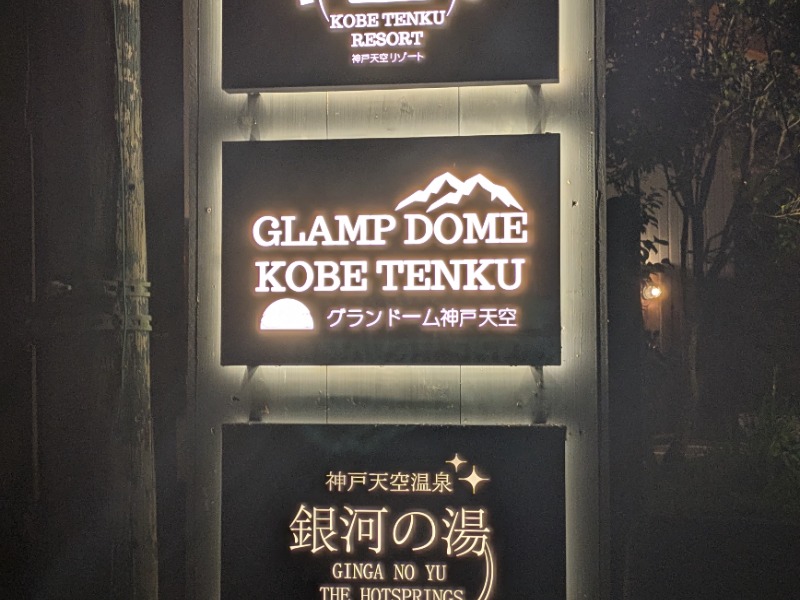 KOBE TENKU
RESORT
神戸天空リゾート
GLAMP DOME
KOBE TENKU
グランドーム神戸天空
神戸天空温泉
銀河の湯
GINGA NO YU
THE HOTSPRINGS